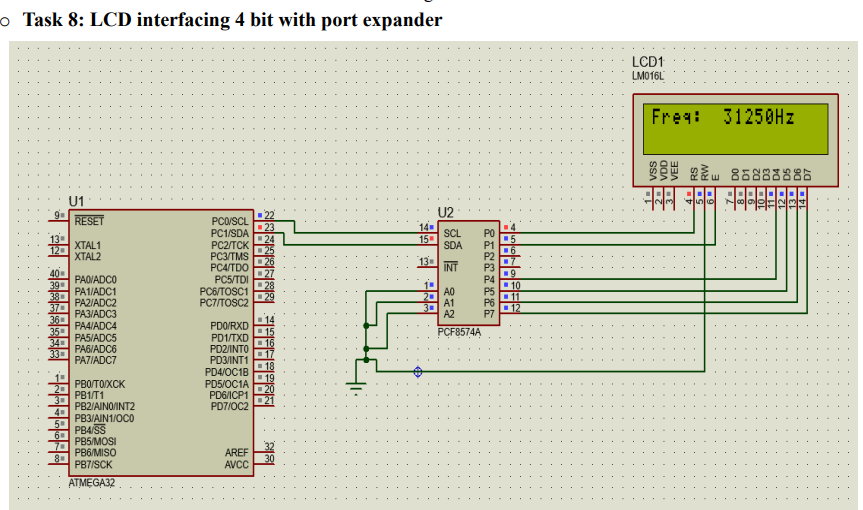 Task 8: LCD interfacing 4 bit with port expander
LCD1
LM016L
Freq: 31250Hz
VSS VDD VEE RS RW E D0 D1 D2 D3 D4 D5 D6 D7
1 2 3 4 5 6 7 8 9 10 11 12 13 14
U1
9 RESET
13 XTAL1
12 XTAL2
40 PA0/ADC0
39 PA1/ADC1
38 PA2/ADC2
37 PA3/ADC3
36 PA4/ADC4
35 PA5/ADC5
34 PA6/ADC6
33 PA7/ADC7
1 PB0/T0/XCK
2 PB1/T1
3 PB2/AIN0/INT2
4 PB3/AIN1/OC0
5 PB4/SS
6 PB5/MOSI
7 PB6/MISO
8 PB7/SCK
PC0/SCL 22
PC1/SDA 23
PC2/TCK 24
PC3/TMS 25
PC4/TDO 26
PC5/TDI 27
PC6/TOSC1 28
PC7/TOSC2 29
PD0/RXD 14
PD1/TXD 15
PD2/INT0 16
PD3/INT1 17
PD4/OC1B 18
PD5/OC1A 19
PD6/ICP1 20
PD7/OC2 21
AREF 32
AVCC 30
ATMEGA32
U2
14 SCL
15 SDA
13 INT
1 A0
2 A1
3 A2
P0 4
P1 5
P2 6
P3 7
P4 9
P5 10
P6 11
P7 12
PCF8574A